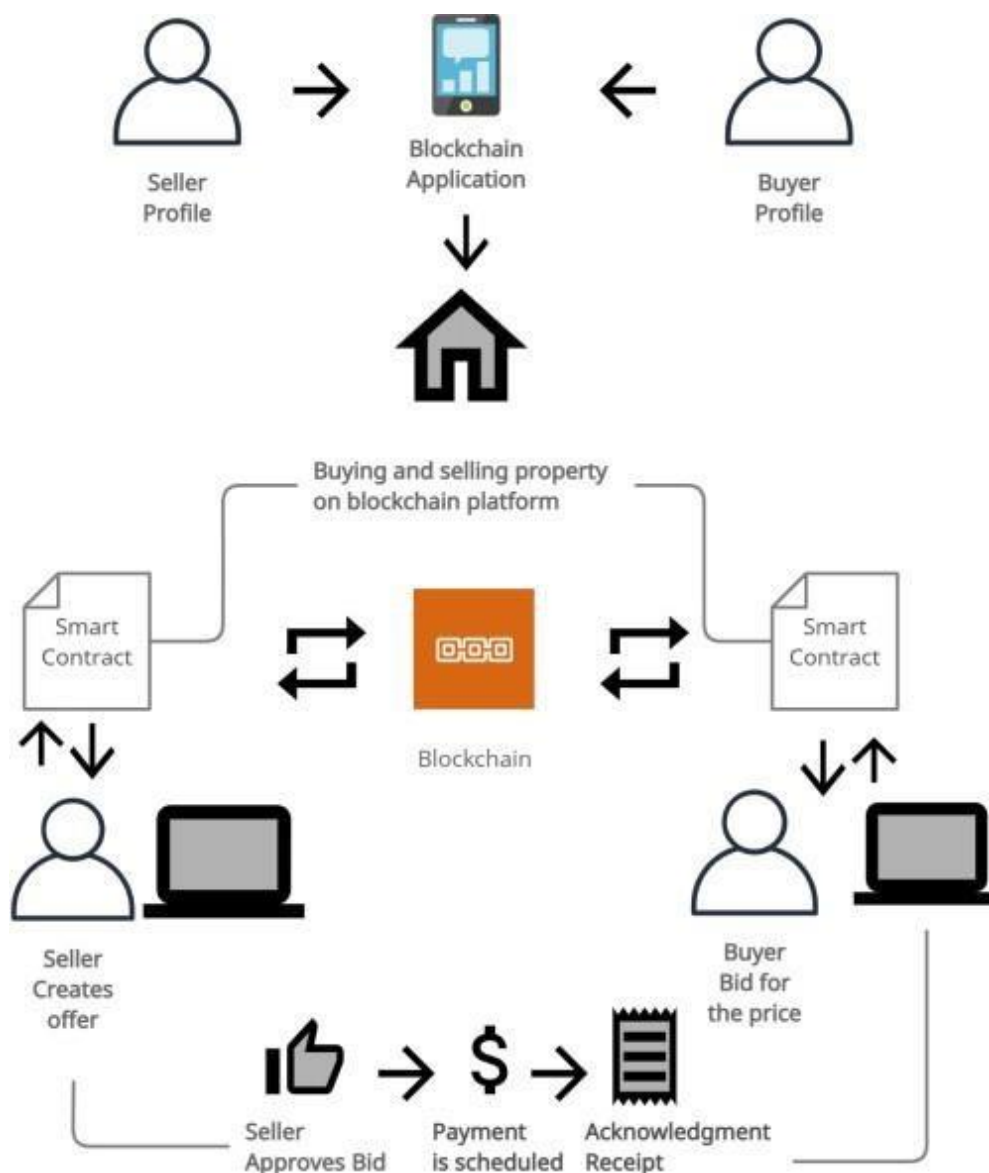 Seller
Profile
Blockchain
Application
Buyer
Profile
Buying and selling property
on blockchain platform
Smart
Contract
Smart
Contract
Blockchain
Seller
Creates
offer
Buyer
Bid for
the price
Seller
Approves Bid
Payment
is scheduled
Acknowledgment
Receipt
$